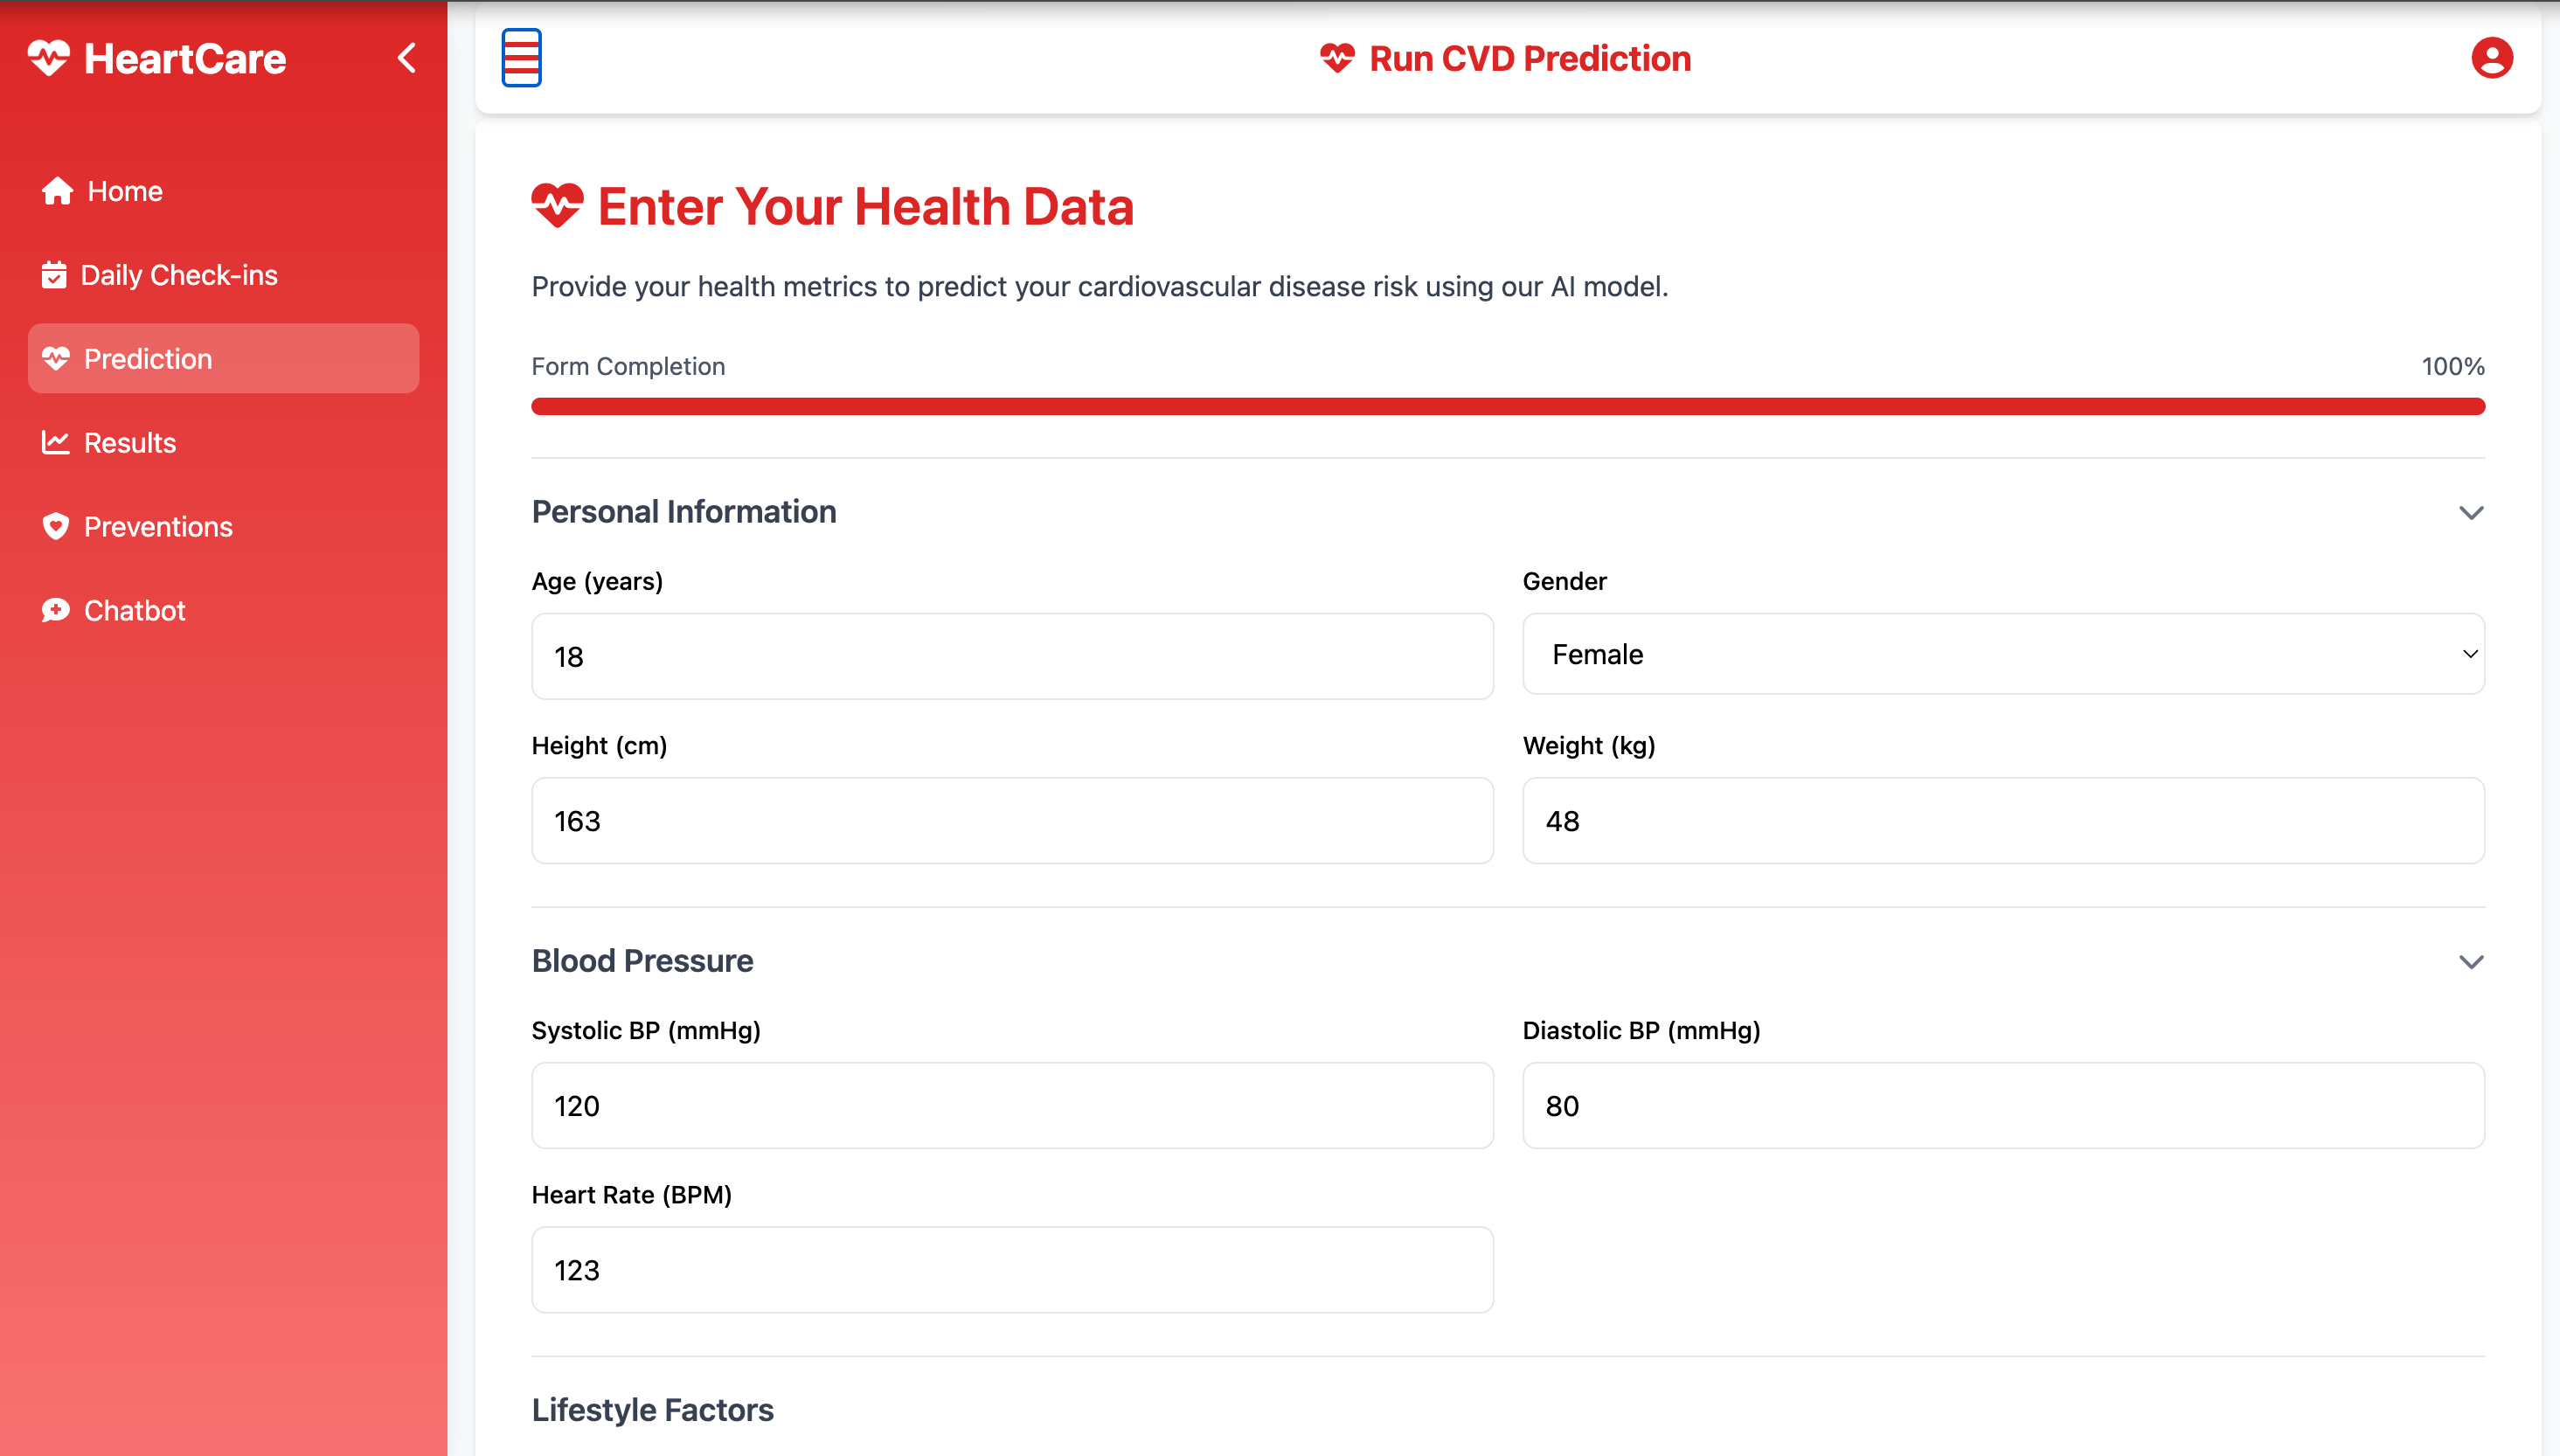 HeartCare
Home
Daily Check-ins
Prediction
Results
Preventions
Chatbot
Run CVD Prediction
Enter Your Health Data
Provide your health metrics to predict your cardiovascular disease risk using our AI model.
Form Completion 100%
Personal Information
Age (years) Gender
18 Female
Height (cm) Weight (kg)
163 48
Blood Pressure
Systolic BP (mmHg) Diastolic BP (mmHg)
120 80
Heart Rate (BPM)
123
Lifestyle Factors